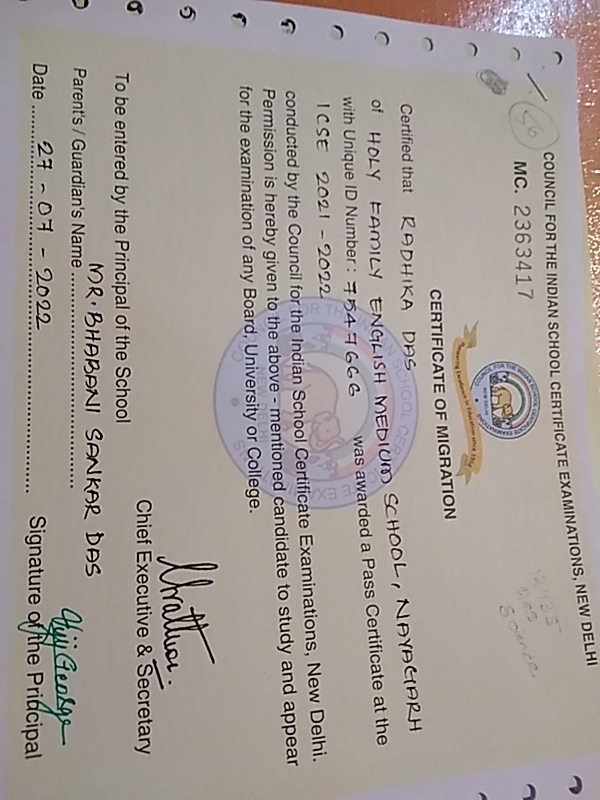 COUNCIL FOR THE INDIAN SCHOOL CERTIFICATE EXAMINATIONS, NEW DELHI
56
MC. 2363417
12435
Science
CERTIFICATE OF MIGRATION
Certified that RADHIKA DAS
of HOLY FAMILY ENGLISH MEDIUM SCHOOL, NAYAGARH
with Unique ID Number: 7547666 was awarded a Pass Certificate at the
ICSE 2021-2022
conducted by the Council for the Indian School Certificate Examinations, New Delhi.
Permission is hereby given to the above - mentioned candidate to study and appear
for the examination of any Board, University or College.
Chief Executive & Secretary
To be entered by the Principal of the School
Parent's / Guardian's Name MR. BHABANI SANKAR DAS
Date 27-07-2022 Signature of the Principal